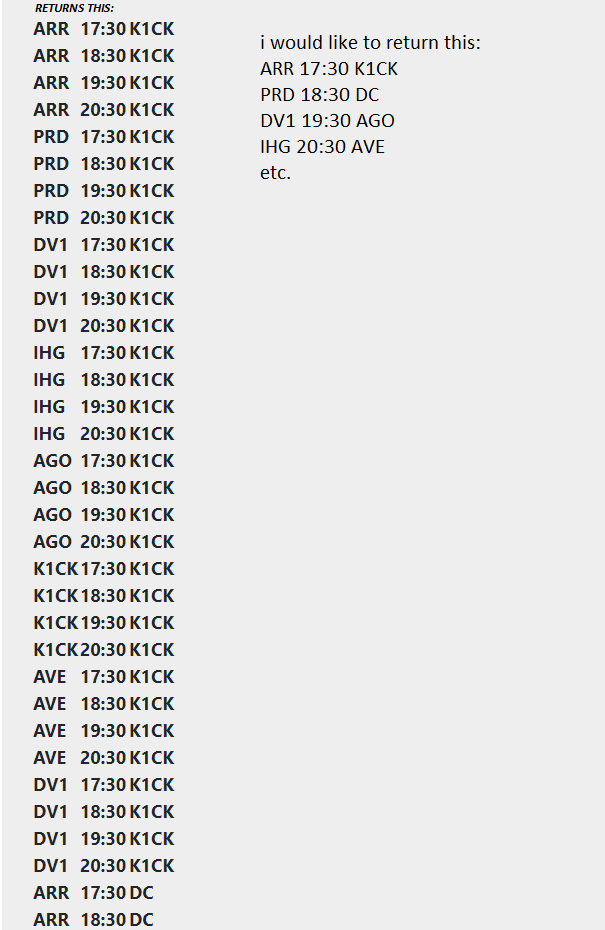 RETURNS THIS:
ARR 17:30 K1CK
ARR 18:30 K1CK
ARR 19:30 K1CK
ARR 20:30 K1CK
PRD 17:30 K1CK
PRD 18:30 K1CK
PRD 19:30 K1CK
PRD 20:30 K1CK
DV1 17:30 K1CK
DV1 18:30 K1CK
DV1 19:30 K1CK
DV1 20:30 K1CK
IHG 17:30 K1CK
IHG 18:30 K1CK
IHG 19:30 K1CK
IHG 20:30 K1CK
AGO 17:30 K1CK
AGO 18:30 K1CK
AGO 19:30 K1CK
AGO 20:30 K1CK
K1CK 17:30 K1CK
K1CK 18:30 K1CK
K1CK 19:30 K1CK
K1CK 20:30 K1CK
AVE 17:30 K1CK
AVE 18:30 K1CK
AVE 19:30 K1CK
AVE 20:30 K1CK
DV1 17:30 K1CK
DV1 18:30 K1CK
DV1 19:30 K1CK
DV1 20:30 K1CK
ARR 17:30 DC
ARR 18:30 DC
i would like to return this:
ARR 17:30 K1CK
PRD 18:30 DC
DV1 19:30 AGO
IHG 20:30 AVE
etc.